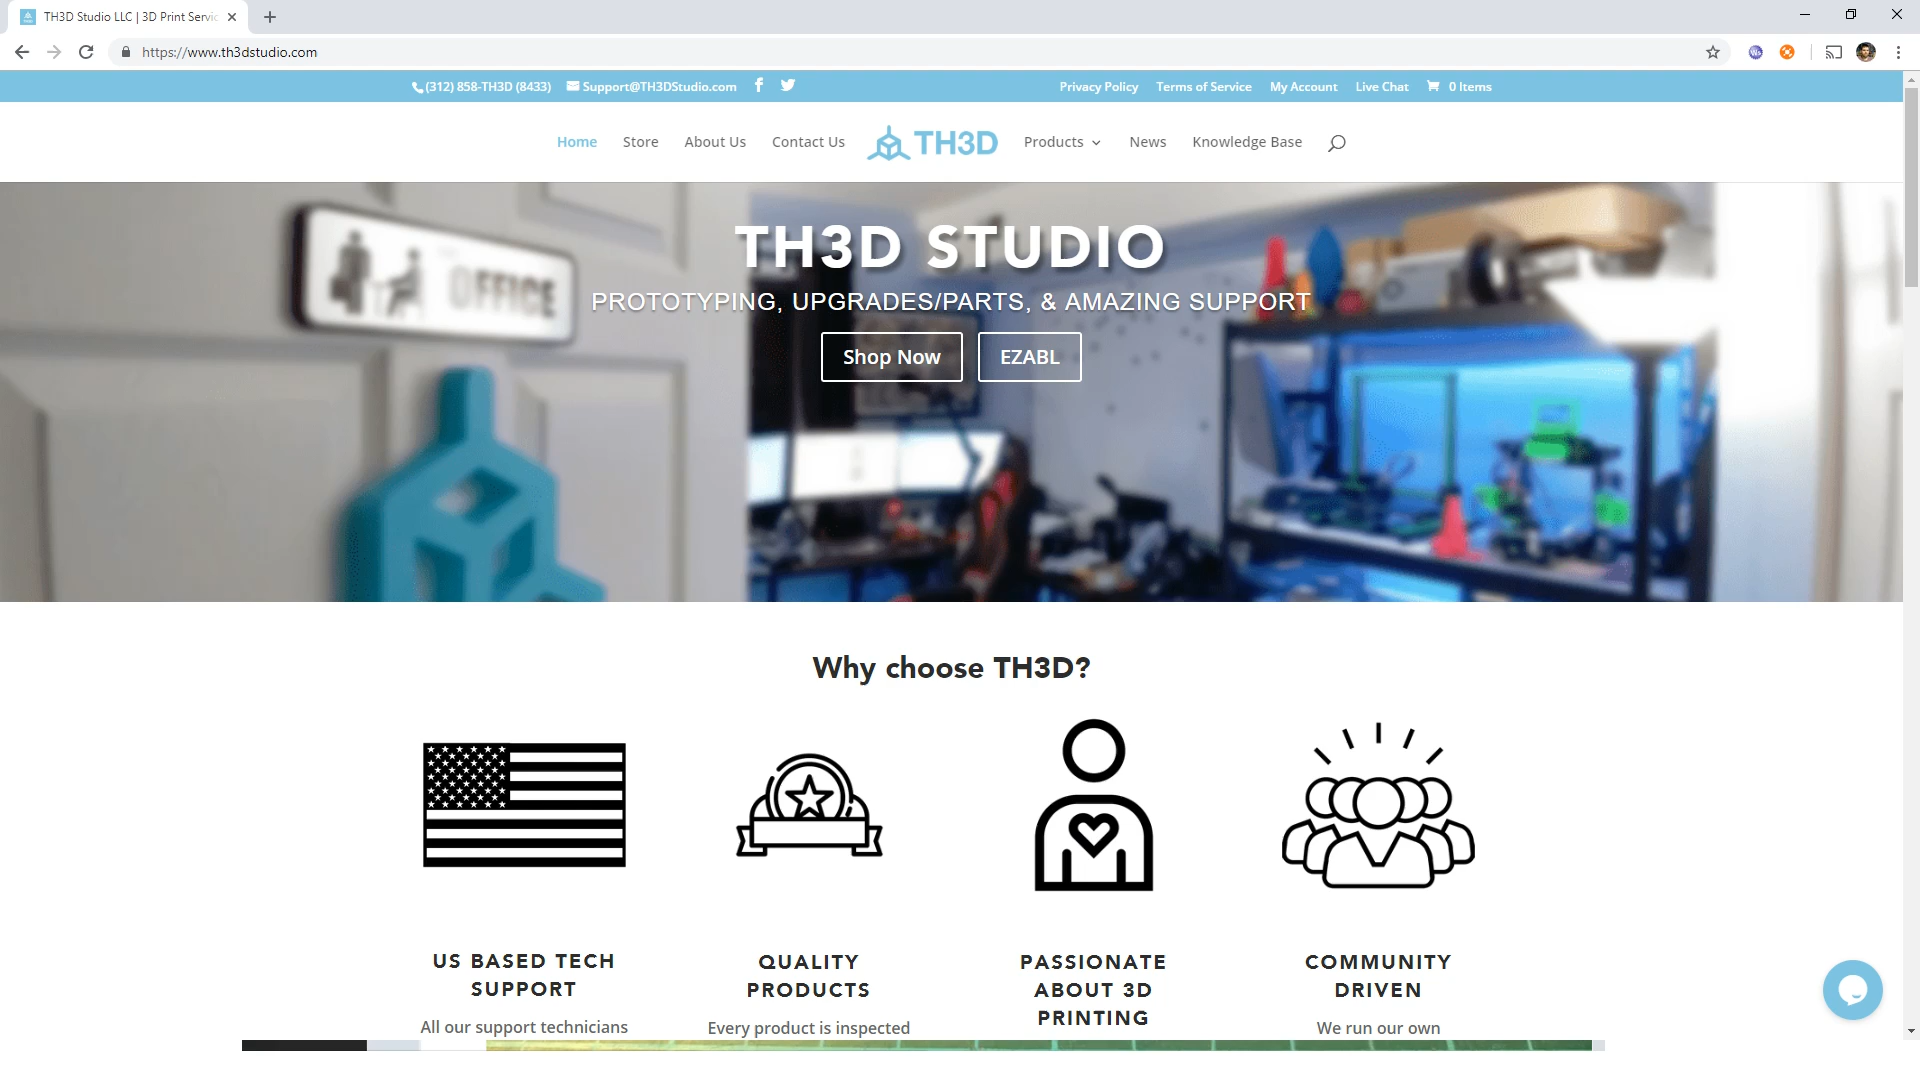 TH3D Studio LLC | 3D Print Servic
https://www.th3dstudio.com
(312) 858-TH3D (8433) Support@TH3DStudio.com Privacy Policy Terms of Service My Account Live Chat 0 Items
Home Store About Us Contact Us TH3D Products News Knowledge Base
OFFICE
TH3D STUDIO
PROTOTYPING, UPGRADES/PARTS, & AMAZING SUPPORT
Shop Now EZABL
Why choose TH3D?
US BASED TECH
SUPPORT
All our support technicians
QUALITY
PRODUCTS
Every product is inspected
PASSIONATE
ABOUT 3D
PRINTING
COMMUNITY
DRIVEN
We run our own